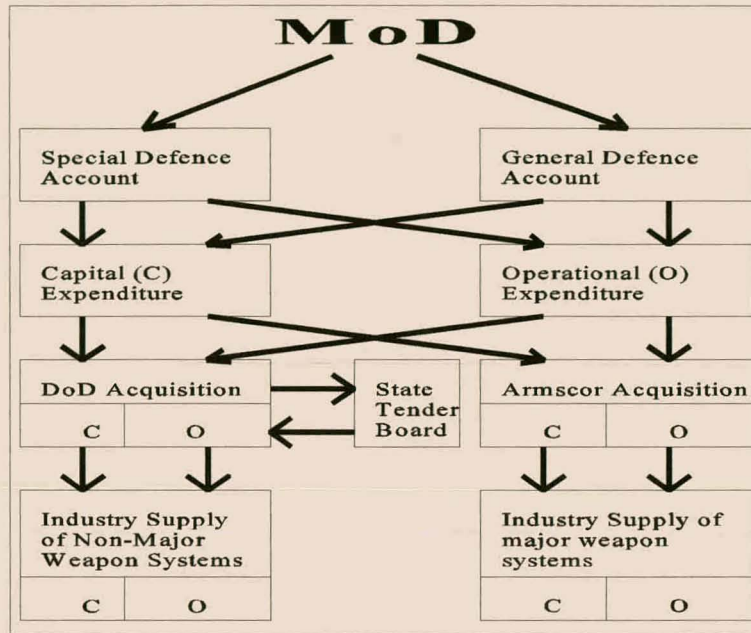 MoD
Special Defence
Account
General Defence
Account
Capital (C)
Expenditure
Operational (O)
Expenditure
DoD Acquisition
C O
State
Tender
Board
Armscor Acquisition
C O
Industry Supply
of Non-Major
Weapon Systems
C O
Industry Supply of
major weapon
systems
C O